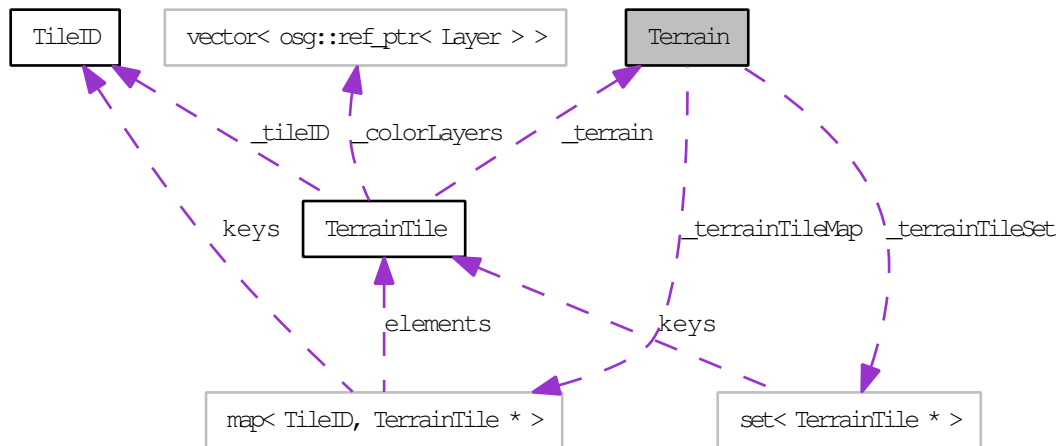 TileID
vector< osg::ref_ptr< Layer > >
Terrain
_tileID
_colorLayers
_terrain
TerrainTile
keys
_terrainTileMap
_terrainTileSet
elements
keys
map< TileID, TerrainTile * >
set< TerrainTile * >